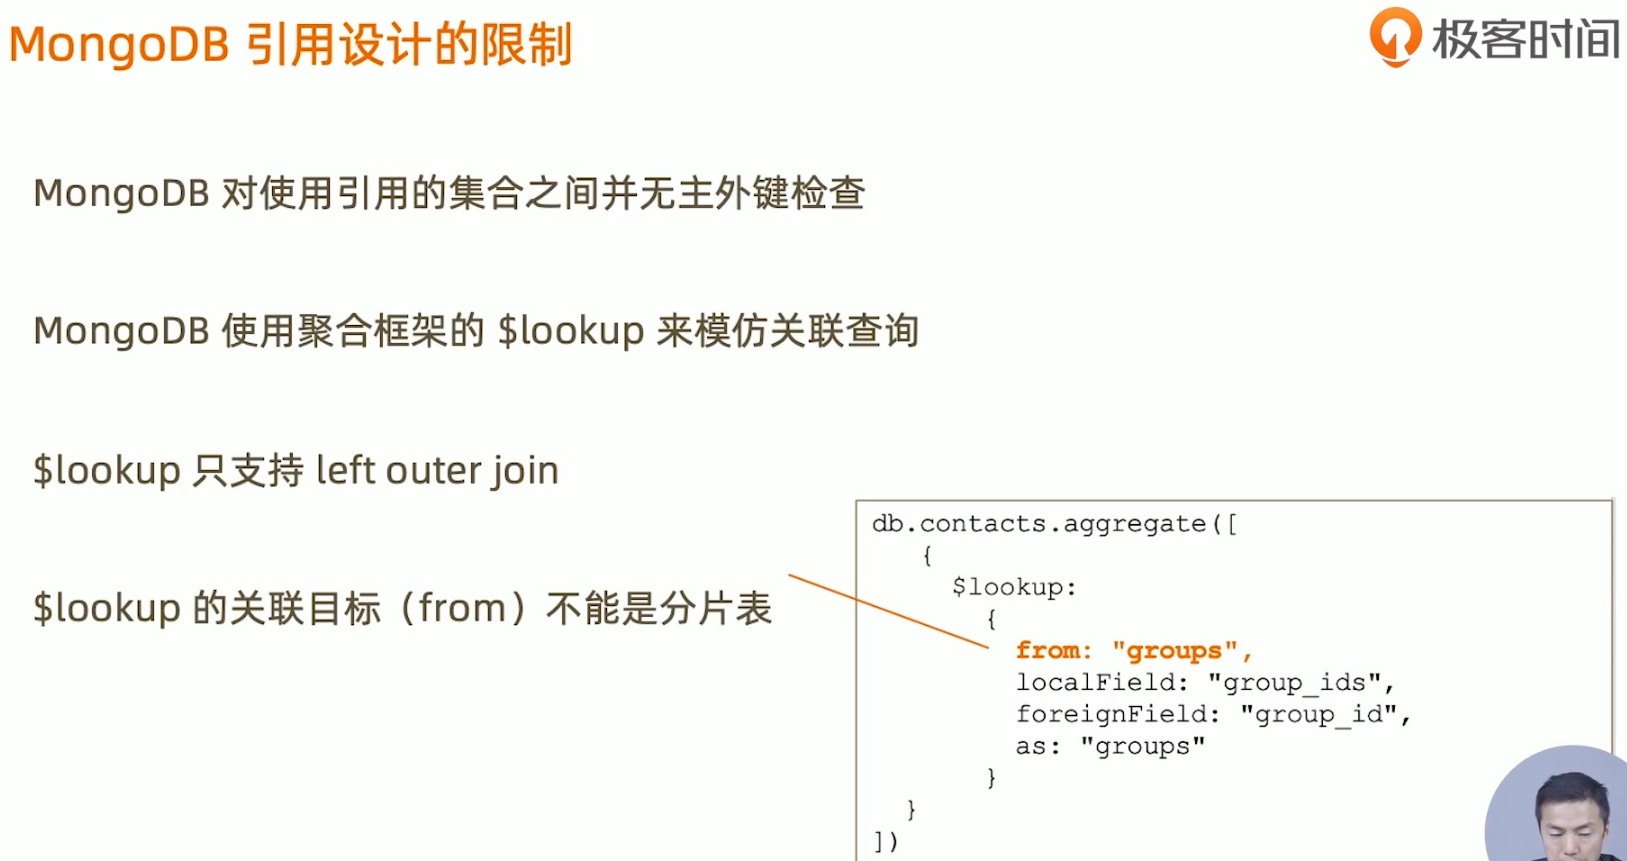 MongoDB 引用设计的限制
极客时间
MongoDB 对使用引用的集合之间并无主外键检查
MongoDB 使用聚合框架的 $lookup 来模仿关联查询
$lookup 只支持 left outer join
$lookup 的关联目标（from）不能是分片表
db.contacts.aggregate([
{
$lookup:
{
from: "groups",
localField: "group_ids",
foreignField: "group_id",
as: "groups"
}
}
])